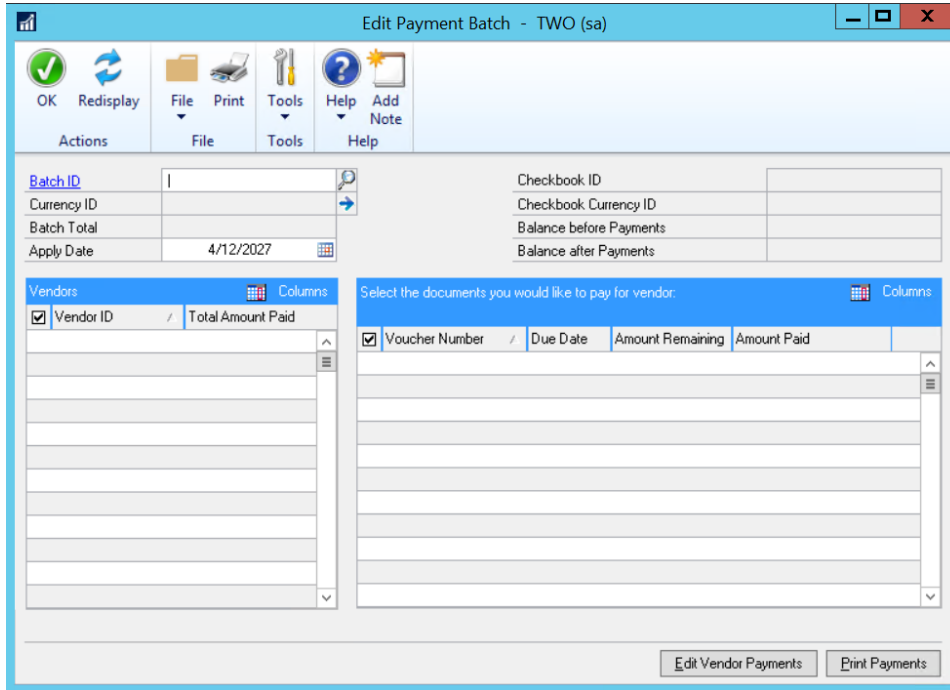 Edit Payment Batch - TWO (sa)
OK Redisplay File Print Tools Help Add Note
Actions File Tools Help
Batch ID
Currency ID
Batch Total
Apply Date 4/12/2027
Checkbook ID
Checkbook Currency ID
Balance before Payments
Balance after Payments
Vendors Columns
Vendor ID Total Amount Paid
Select the documents you would like to pay for vendor: Columns
Voucher Number Due Date Amount Remaining Amount Paid
Edit Vendor Payments Print Payments